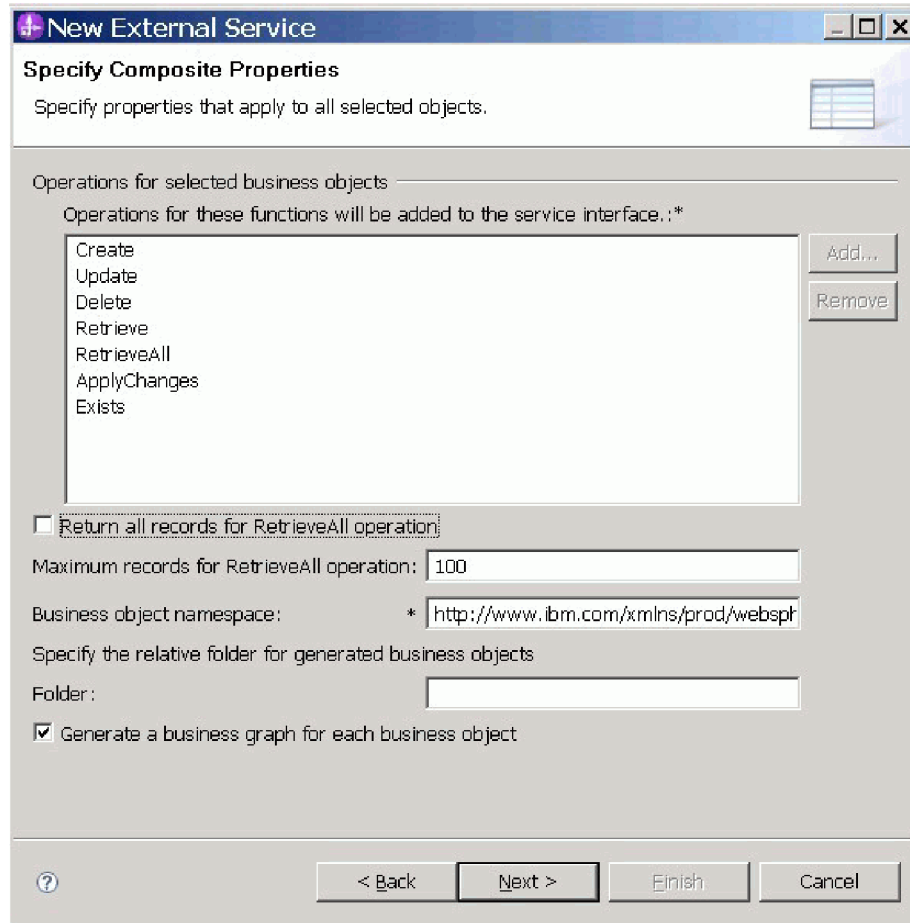 New External Service
Specify Composite Properties
Specify properties that apply to all selected objects.
Operations for selected business objects
Operations for these functions will be added to the service interface.:*
Create
Update
Delete
Retrieve
RetrieveAll
ApplyChanges
Exists
Add...
Remove
Return all records for RetrieveAll operation
Maximum records for RetrieveAll operation: 100
Business object namespace: * http://www.ibm.com/xmlns/prod/websph
Specify the relative folder for generated business objects
Folder:
Generate a business graph for each business object
? < Back Next > Finish Cancel